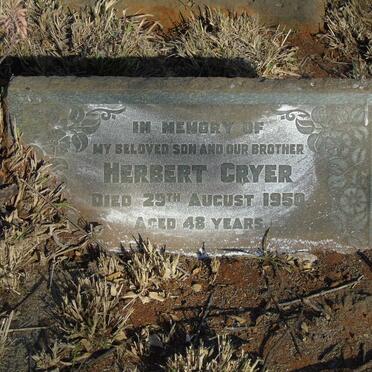 IN MEMORY OF
MY BELOVED SON AND OUR BROTHER
HERBERT CRYER
DIED 29TH AUGUST 1950
AGED 48 YEARS